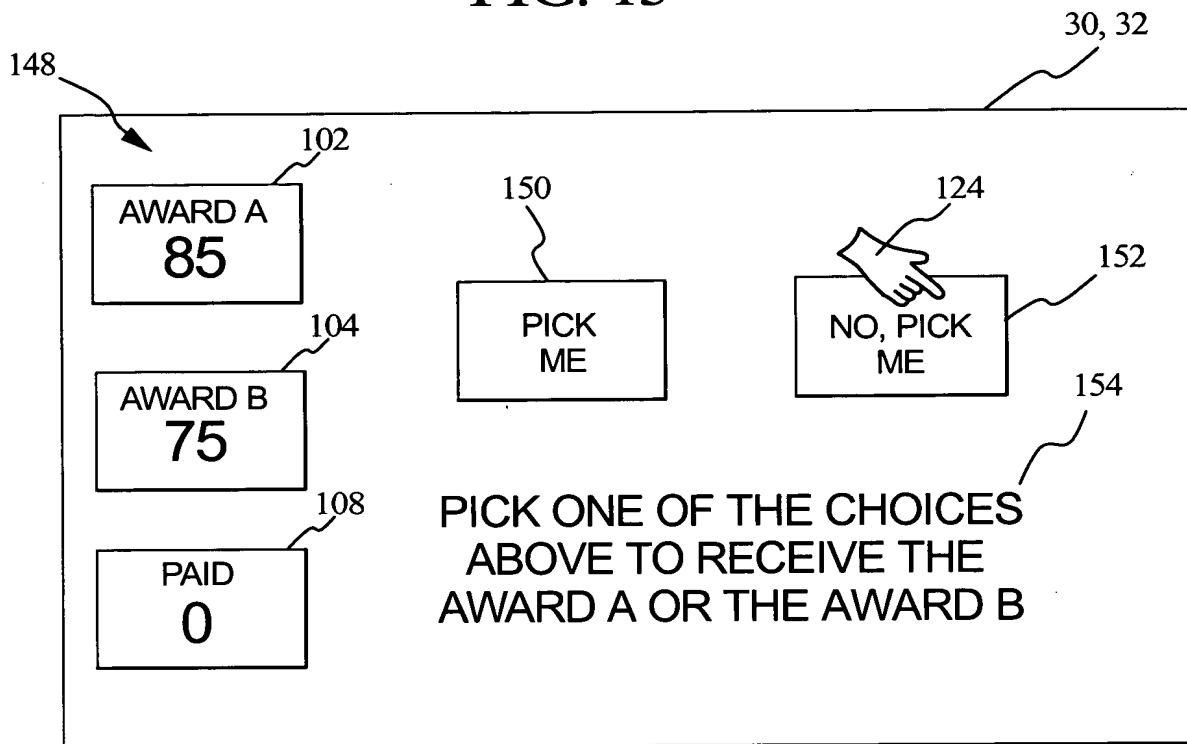 30, 32
148
102
AWARD A
85
150
PICK
ME
124
152
NO, PICK
ME
104
AWARD B
75
154
108
PAID
0
PICK ONE OF THE CHOICES
ABOVE TO RECEIVE THE
AWARD A OR THE AWARD B